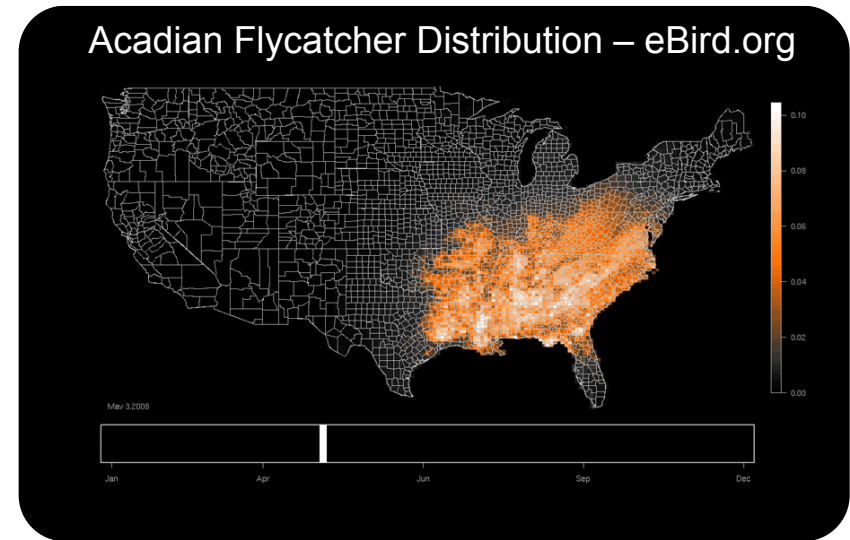 Acadian Flycatcher Distribution – eBird.org
0.10
0.08
0.06
0.04
0.02
0.00
May 3,2008
Jan Apr Jun Sep Dec